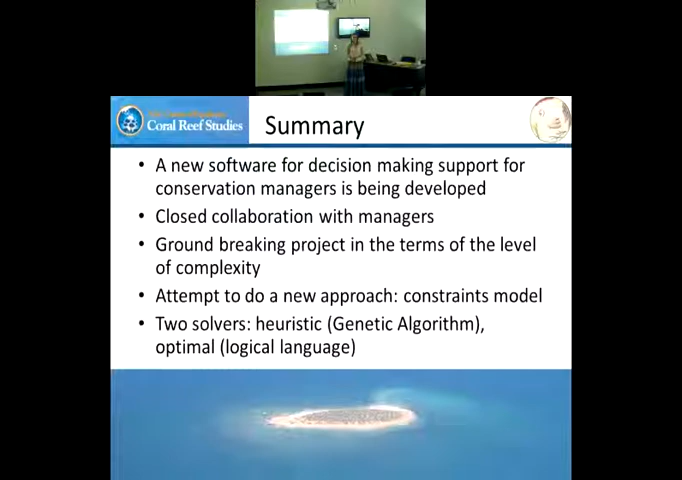 Coral Reef Studies
Summary
• A new software for decision making support for
conservation managers is being developed
• Closed collaboration with managers
• Ground breaking project in the terms of the level
of complexity
• Attempt to do a new approach: constraints model
• Two solvers: heuristic (Genetic Algorithm),
optimal (logical language)